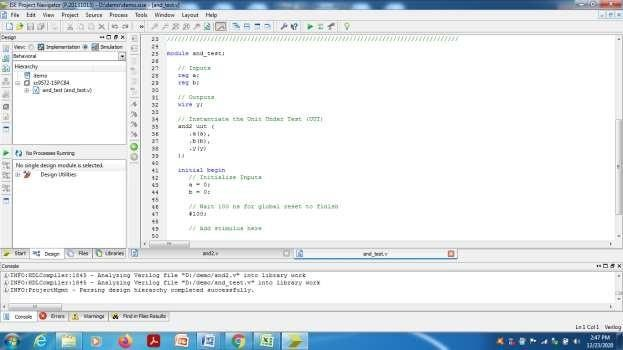 ISE Project Navigator (P.20131013) - D:\demo\demo.xise - [and_test.v]
File Edit View Project Source Process Tools Window Layout Help
Design
View: Implementation Simulation
Behavioral
Hierarchy
demo
xc9572-15PC84
and_test (and_test.v)
No Processes Running
No single design module is selected.
Design Utilities
Start Design Files Libraries
23 ////////////////////////////////////////////////////////////////////////////////
24
25 module and_test;
26
27 // Inputs
28 reg a;
29 reg b;
30
31 // Outputs
32 wire y;
33
34 // Instantiate the Unit Under Test (UUT)
35 and2 uut (
36 .a(a),
37 .b(b),
38 .y(y)
39 );
40
41 initial begin
42 // Initialize Inputs
43 a = 0;
44 b = 0;
45
46 // Wait 100 ns for global reset to finish
47 #100;
48
49 // Add stimulus here
50
and2.v
and_test.v
Console
INFO:HDLCompiler:1845 - Analyzing Verilog file "D:/demo/and2.v" into library work
INFO:HDLCompiler:1845 - Analyzing Verilog file "D:/demo/and_test.v" into library work
INFO:ProjectMgmt - Parsing design hierarchy completed successfully.
Console Errors Warnings Find in Files Results
Ln 1 Col 1 Verilog
2:47 PM
12/23/2020